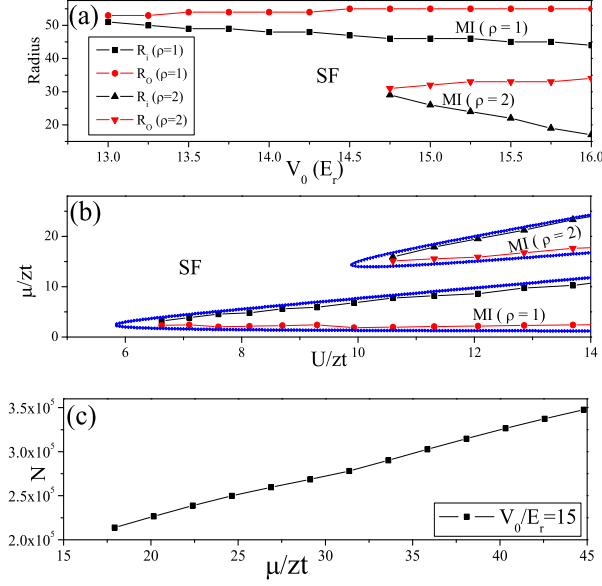 (a)
Radius
50
40
30
20
R_i (ρ=1)
R_O (ρ=1)
R_i (ρ=2)
R_O (ρ=2)
SF
MI ( ρ = 1)
MI ( ρ = 2)
13.0 13.5 14.0 14.5 15.0 15.5 16.0
V_0 (E_r)
(b)
μ/zt
20
10
0
SF
MI ( ρ = 2)
MI ( ρ = 1)
6 8 10 12 14
U/zt
(c)
N
3.5x10^5
3.0x10^5
2.5x10^5
2.0x10^5
V_0/E_r=15
15 20 25 30 35 40 45
μ/zt